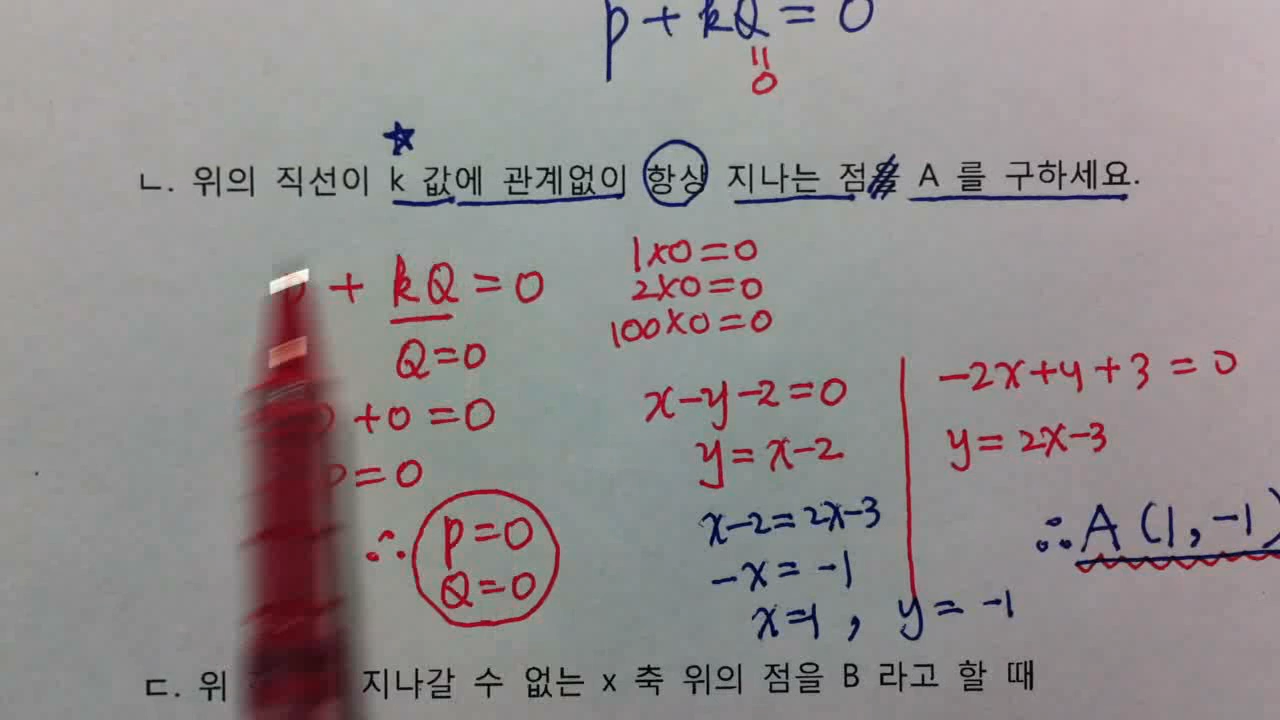 p + kQ = 0
=
0
☆
ㄴ. 위의 직선이 k 값에 관계없이 항상 지나는 점 A 를 구하세요.
+ kQ = 0
Q=0
+0=0
p=0
∴ p=0
Q=0
1×0=0
2×0=0
100×0=0
x-y-2=0
y=x-2
x-2=2x-3
-x=-1
x=1, y=-1
-2x+y+3=0
y=2x-3
∴A(1,-1)
ㄷ. 위 지나갈 수 없는 x 축 위의 점을 B 라고 할 때